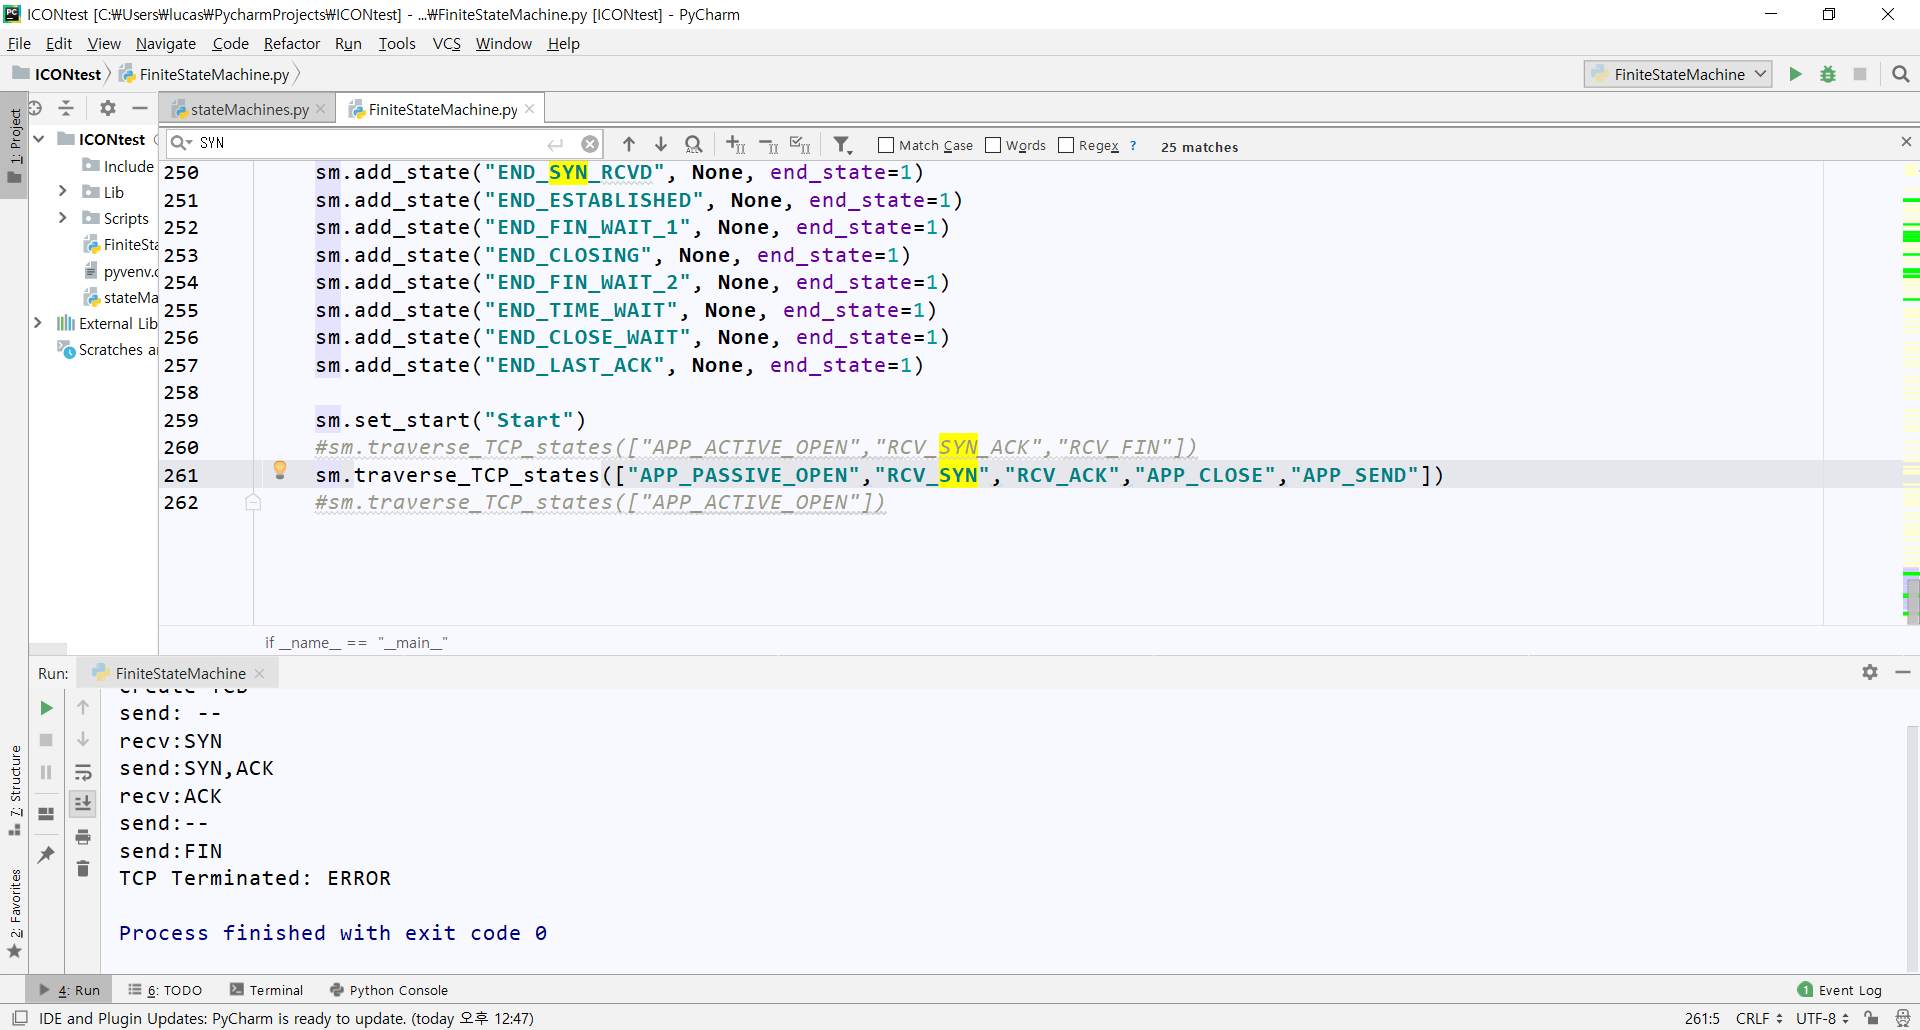 ICONtest [C:₩Users₩lucas₩PycharmProjects₩ICONtest] - ...₩FiniteStateMachine.py [ICONtest] - PyCharm
File Edit View Navigate Code Refactor Run Tools VCS Window Help
ICONtest FiniteStateMachine.py FiniteStateMachine
1: Project
stateMachines.py FiniteStateMachine.py
SYN Match Case Words Regex ? 25 matches
ICONtest
Include
Lib
Scripts
FiniteSta
pyvenv.c
stateMa
External Lib
Scratches a
250 sm.add_state("END_SYN_RCVD", None, end_state=1)
251 sm.add_state("END_ESTABLISHED", None, end_state=1)
252 sm.add_state("END_FIN_WAIT_1", None, end_state=1)
253 sm.add_state("END_CLOSING", None, end_state=1)
254 sm.add_state("END_FIN_WAIT_2", None, end_state=1)
255 sm.add_state("END_TIME_WAIT", None, end_state=1)
256 sm.add_state("END_CLOSE_WAIT", None, end_state=1)
257 sm.add_state("END_LAST_ACK", None, end_state=1)
258
259 sm.set_start("Start")
260 #sm.traverse_TCP_states(["APP_ACTIVE_OPEN","RCV_SYN_ACK","RCV_FIN"])
261 sm.traverse_TCP_states(["APP_PASSIVE_OPEN","RCV_SYN","RCV_ACK","APP_CLOSE","APP_SEND"])
262 #sm.traverse_TCP_states(["APP_ACTIVE_OPEN"])
if __name__ == "__main__"
Run: FiniteStateMachine
create TCB
send: --
recv:SYN
send:SYN,ACK
recv:ACK
send:--
send:FIN
TCP Terminated: ERROR
Process finished with exit code 0
7: Structure
2: Favorites
4: Run 6: TODO Terminal Python Console 1 Event Log
IDE and Plugin Updates: PyCharm is ready to update. (today 오후 12:47) 261:5 CRLF UTF-8